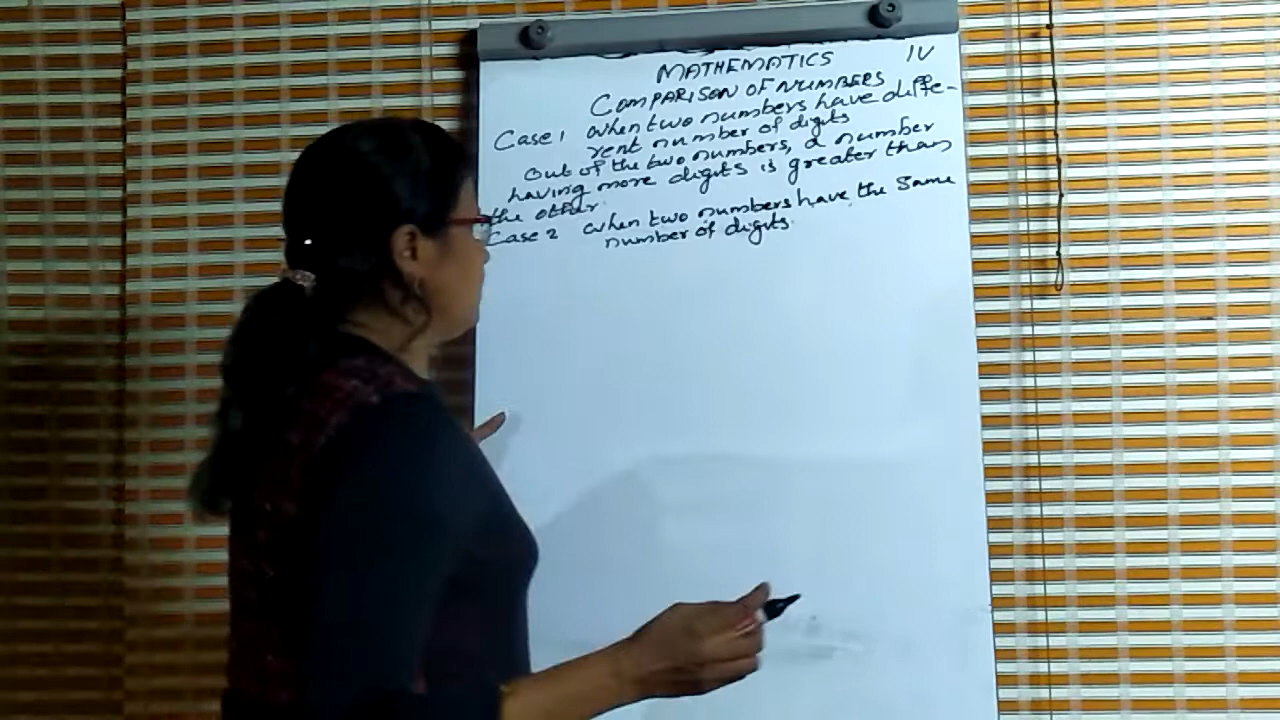 MATHEMATICS IV
COMPARISON OF NUMBERS
Case 1 when two numbers have diffe-
rent number of digits
out of the two numbers, a number
having more digits is greater than
the other.
Case 2 when two numbers have the same
number of digits.